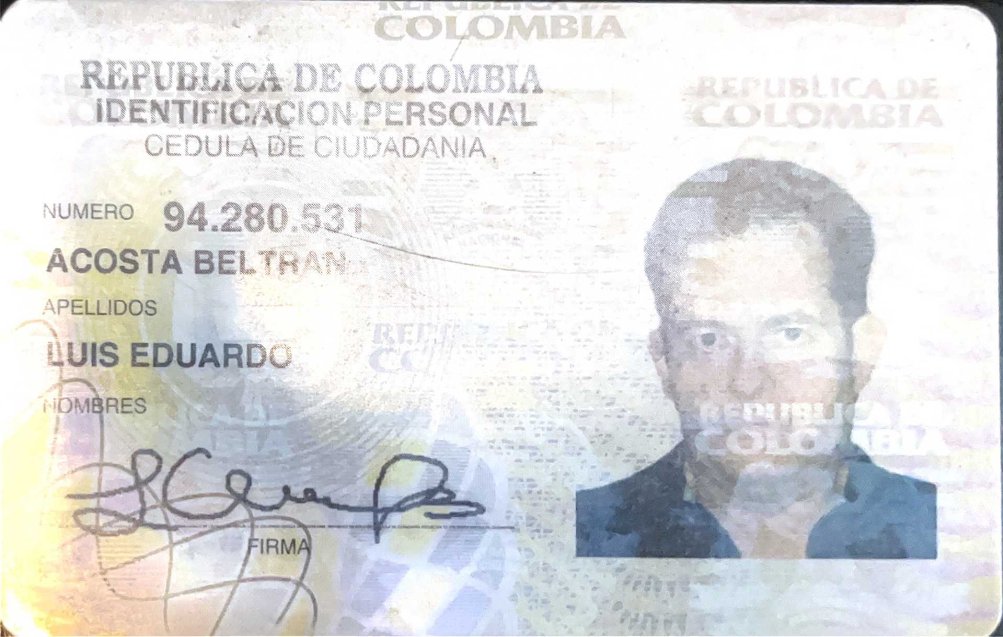 REPUBLICA DE
COLOMBIA
REPUBLICA DE COLOMBIA
IDENTIFICACION PERSONAL
CEDULA DE CIUDADANIA
REPUBLICA DE
COLOMBIA
NUMERO 94.280.531
ACOSTA BELTRAN
APELLIDOS
LUIS EDUARDO
NOMBRES
REPUBLICA DE
COLOMBIA
FIRMA